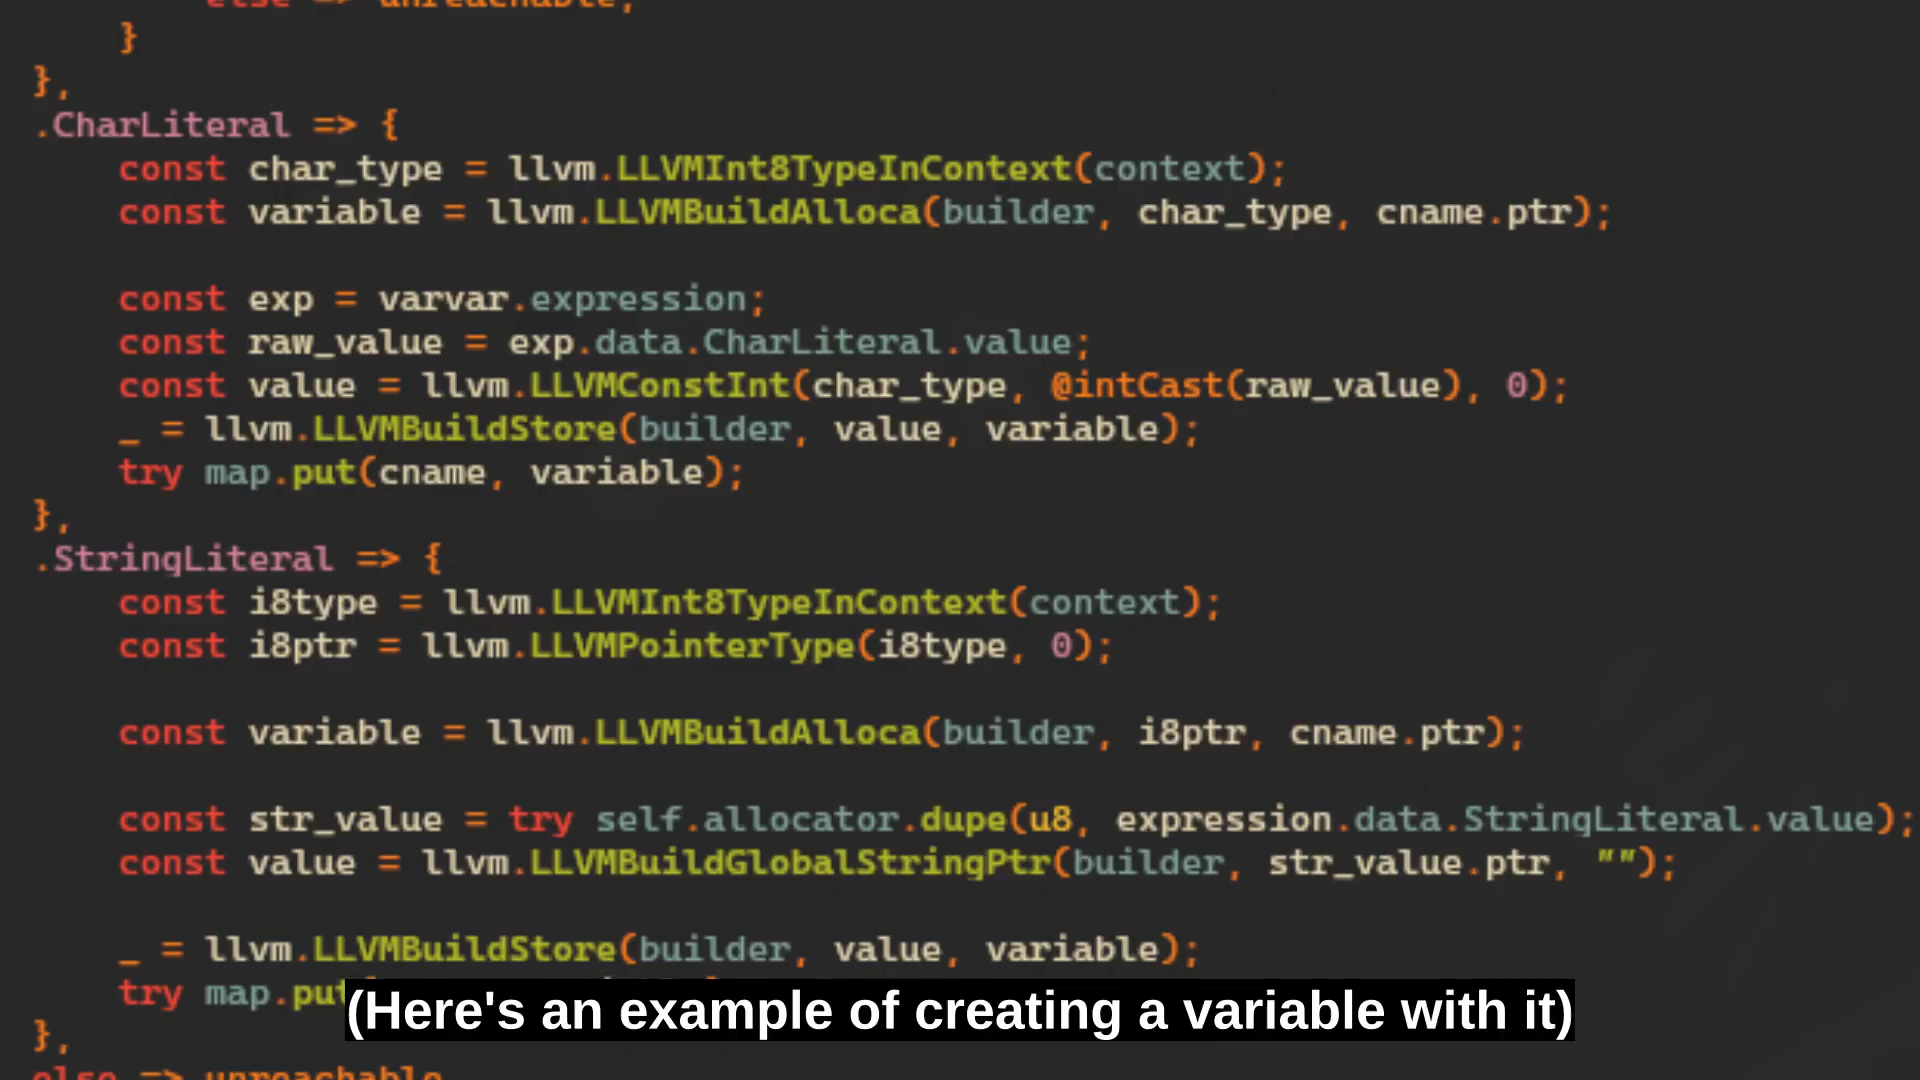 else => unreachable,
}
},
.CharLiteral => {
const char_type = llvm.LLVMInt8TypeInContext(context);
const variable = llvm.LLVMBuildAlloca(builder, char_type, cname.ptr);
const exp = varvar.expression;
const raw_value = exp.data.CharLiteral.value;
const value = llvm.LLVMConstInt(char_type, @intCast(raw_value), 0);
_ = llvm.LLVMBuildStore(builder, value, variable);
try map.put(cname, variable);
},
.StringLiteral => {
const i8type = llvm.LLVMInt8TypeInContext(context);
const i8ptr = llvm.LLVMPointerType(i8type, 0);
const variable = llvm.LLVMBuildAlloca(builder, i8ptr, cname.ptr);
const str_value = try self.allocator.dupe(u8, expression.data.StringLiteral.value);
const value = llvm.LLVMBuildGlobalStringPtr(builder, str_value.ptr, "");
_ = llvm.LLVMBuildStore(builder, value, variable);
try map.put
(Here's an example of creating a variable with it)
},
else => unreachable